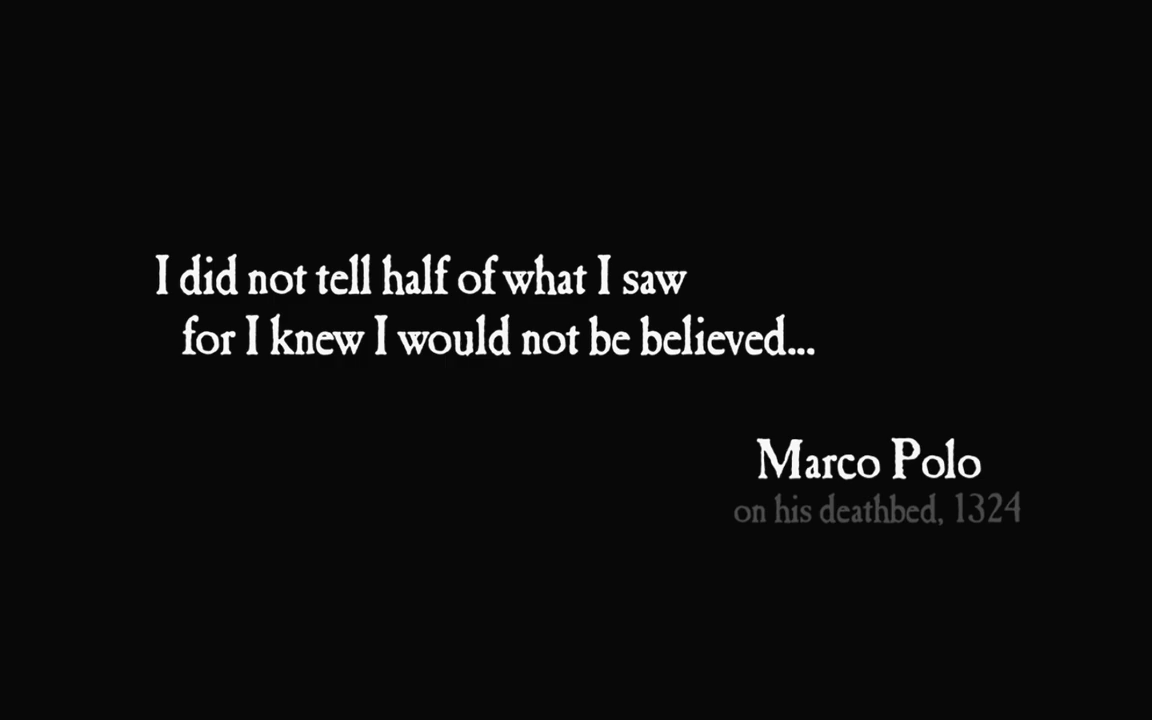 I did not tell half of what I saw
for I knew I would not be believed...
Marco Polo
on his deathbed, 1324